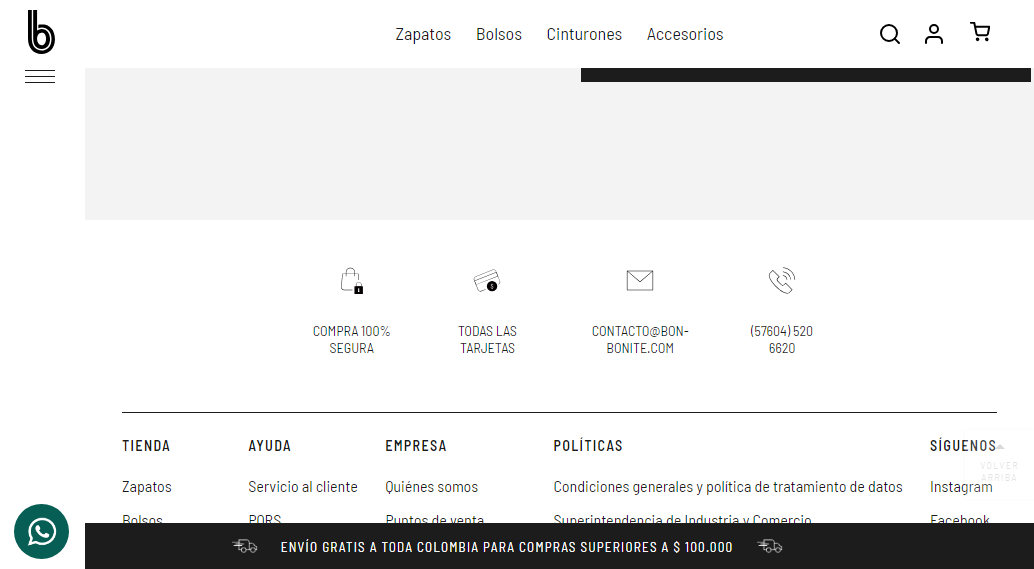 b
Zapatos Bolsos Cinturones Accesorios
COMPRA 100% SEGURA
TODAS LAS TARJETAS
CONTACTO@BON-BONITE.COM
(57604) 520 6620
TIENDA AYUDA EMPRESA POLÍTICAS SÍGUENOS
VOLVER ARRIBA
Zapatos Servicio al cliente Quiénes somos Condiciones generales y política de tratamiento de datos Instagram
Bolsos PQRS Puntos de venta Superintendencia de Industria y Comercio Facebook
ENVÍO GRATIS A TODA COLOMBIA PARA COMPRAS SUPERIORES A $ 100.000